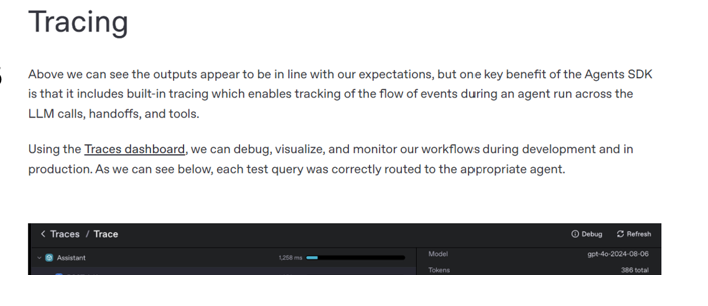 Tracing
Above we can see the outputs appear to be in line with our expectations, but one key benefit of the Agents SDK
is that it includes built-in tracing which enables tracking of the flow of events during an agent run across the
LLM calls, handoffs, and tools.
Using the Traces dashboard, we can debug, visualize, and monitor our workflows during development and in
production. As we can see below, each test query was correctly routed to the appropriate agent.
< Traces / Trace Debug Refresh
Assistant 1,258 ms Model gpt-4o-2024-08-06
Tokens 386 total